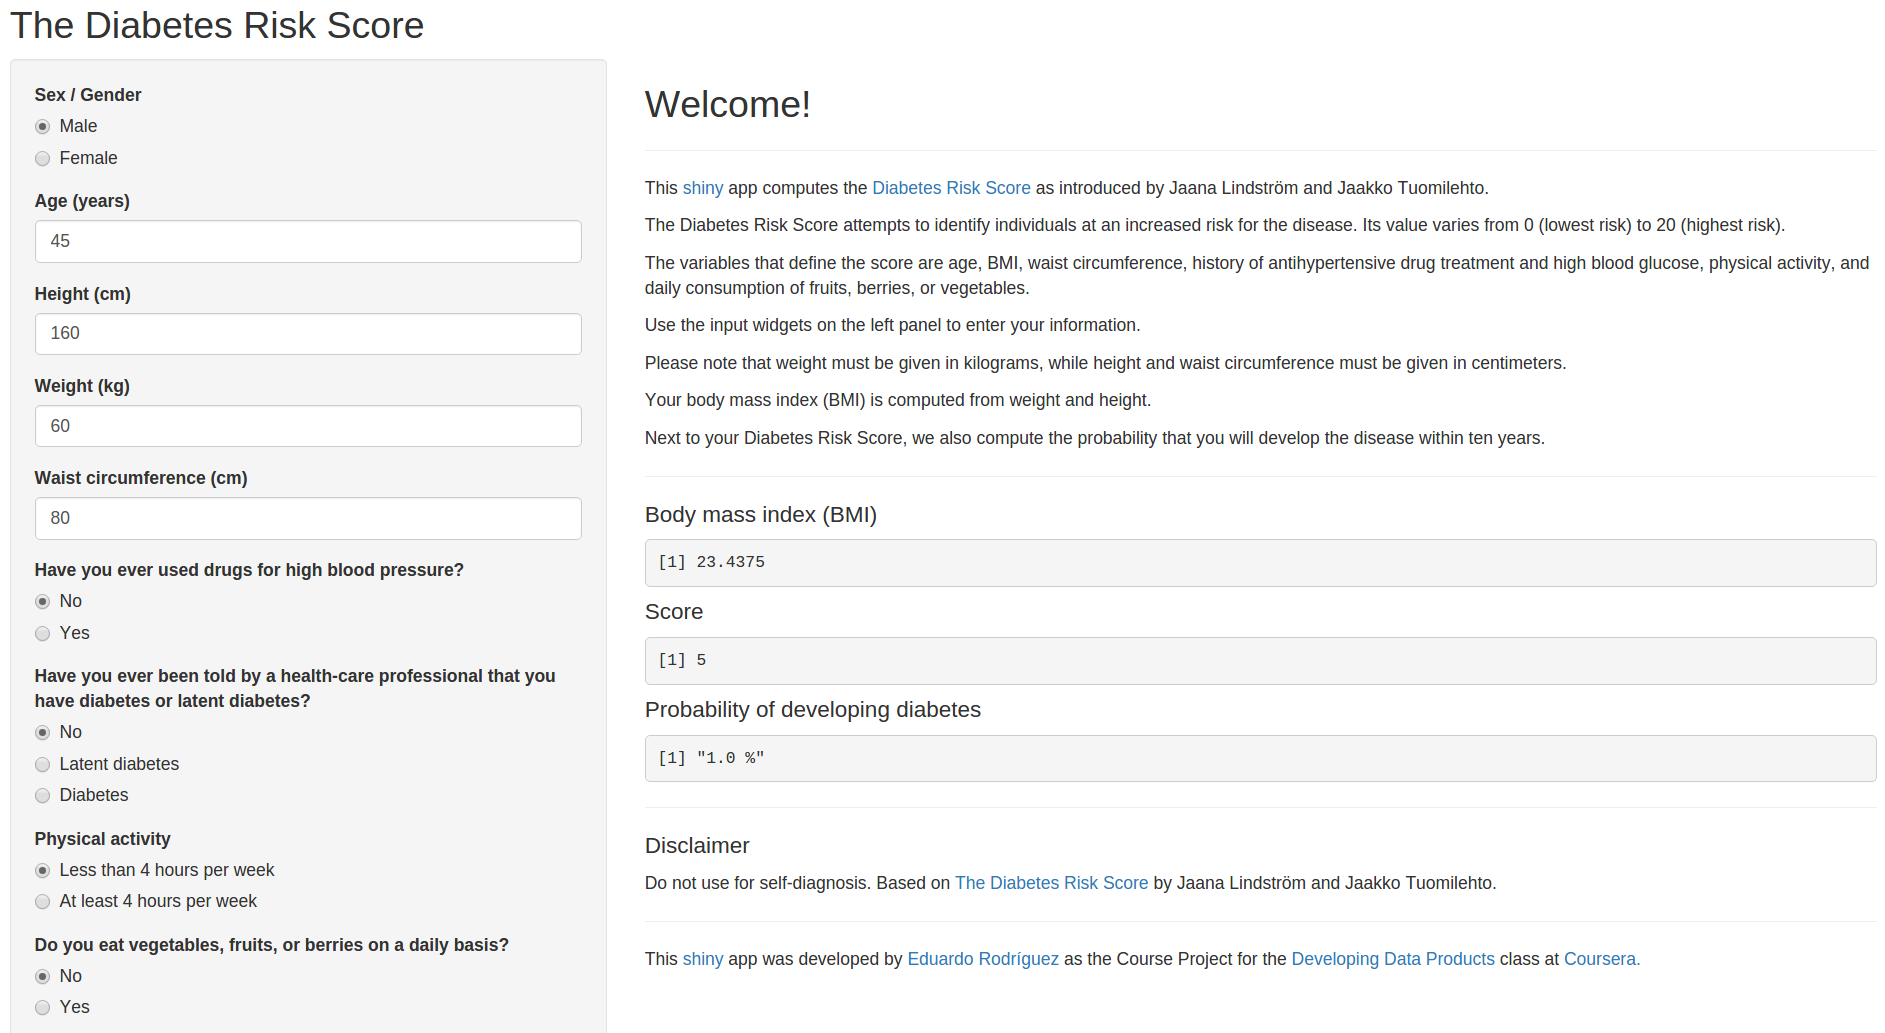 The Diabetes Risk Score
Sex / Gender
Male
Female
Age (years)
45
Height (cm)
160
Weight (kg)
60
Waist circumference (cm)
80
Have you ever used drugs for high blood pressure?
No
Yes
Have you ever been told by a health-care professional that you
have diabetes or latent diabetes?
No
Latent diabetes
Diabetes
Physical activity
Less than 4 hours per week
At least 4 hours per week
Do you eat vegetables, fruits, or berries on a daily basis?
No
Yes
Welcome!
This shiny app computes the Diabetes Risk Score as introduced by Jaana Lindström and Jaakko Tuomilehto.
The Diabetes Risk Score attempts to identify individuals at an increased risk for the disease. Its value varies from 0 (lowest risk) to 20 (highest risk).
The variables that define the score are age, BMI, waist circumference, history of antihypertensive drug treatment and high blood glucose, physical activity, and
daily consumption of fruits, berries, or vegetables.
Use the input widgets on the left panel to enter your information.
Please note that weight must be given in kilograms, while height and waist circumference must be given in centimeters.
Your body mass index (BMI) is computed from weight and height.
Next to your Diabetes Risk Score, we also compute the probability that you will develop the disease within ten years.
Body mass index (BMI)
[1] 23.4375
Score
[1] 5
Probability of developing diabetes
[1] "1.0 %"
Disclaimer
Do not use for self-diagnosis. Based on The Diabetes Risk Score by Jaana Lindström and Jaakko Tuomilehto.
This shiny app was developed by Eduardo Rodríguez as the Course Project for the Developing Data Products class at Coursera.